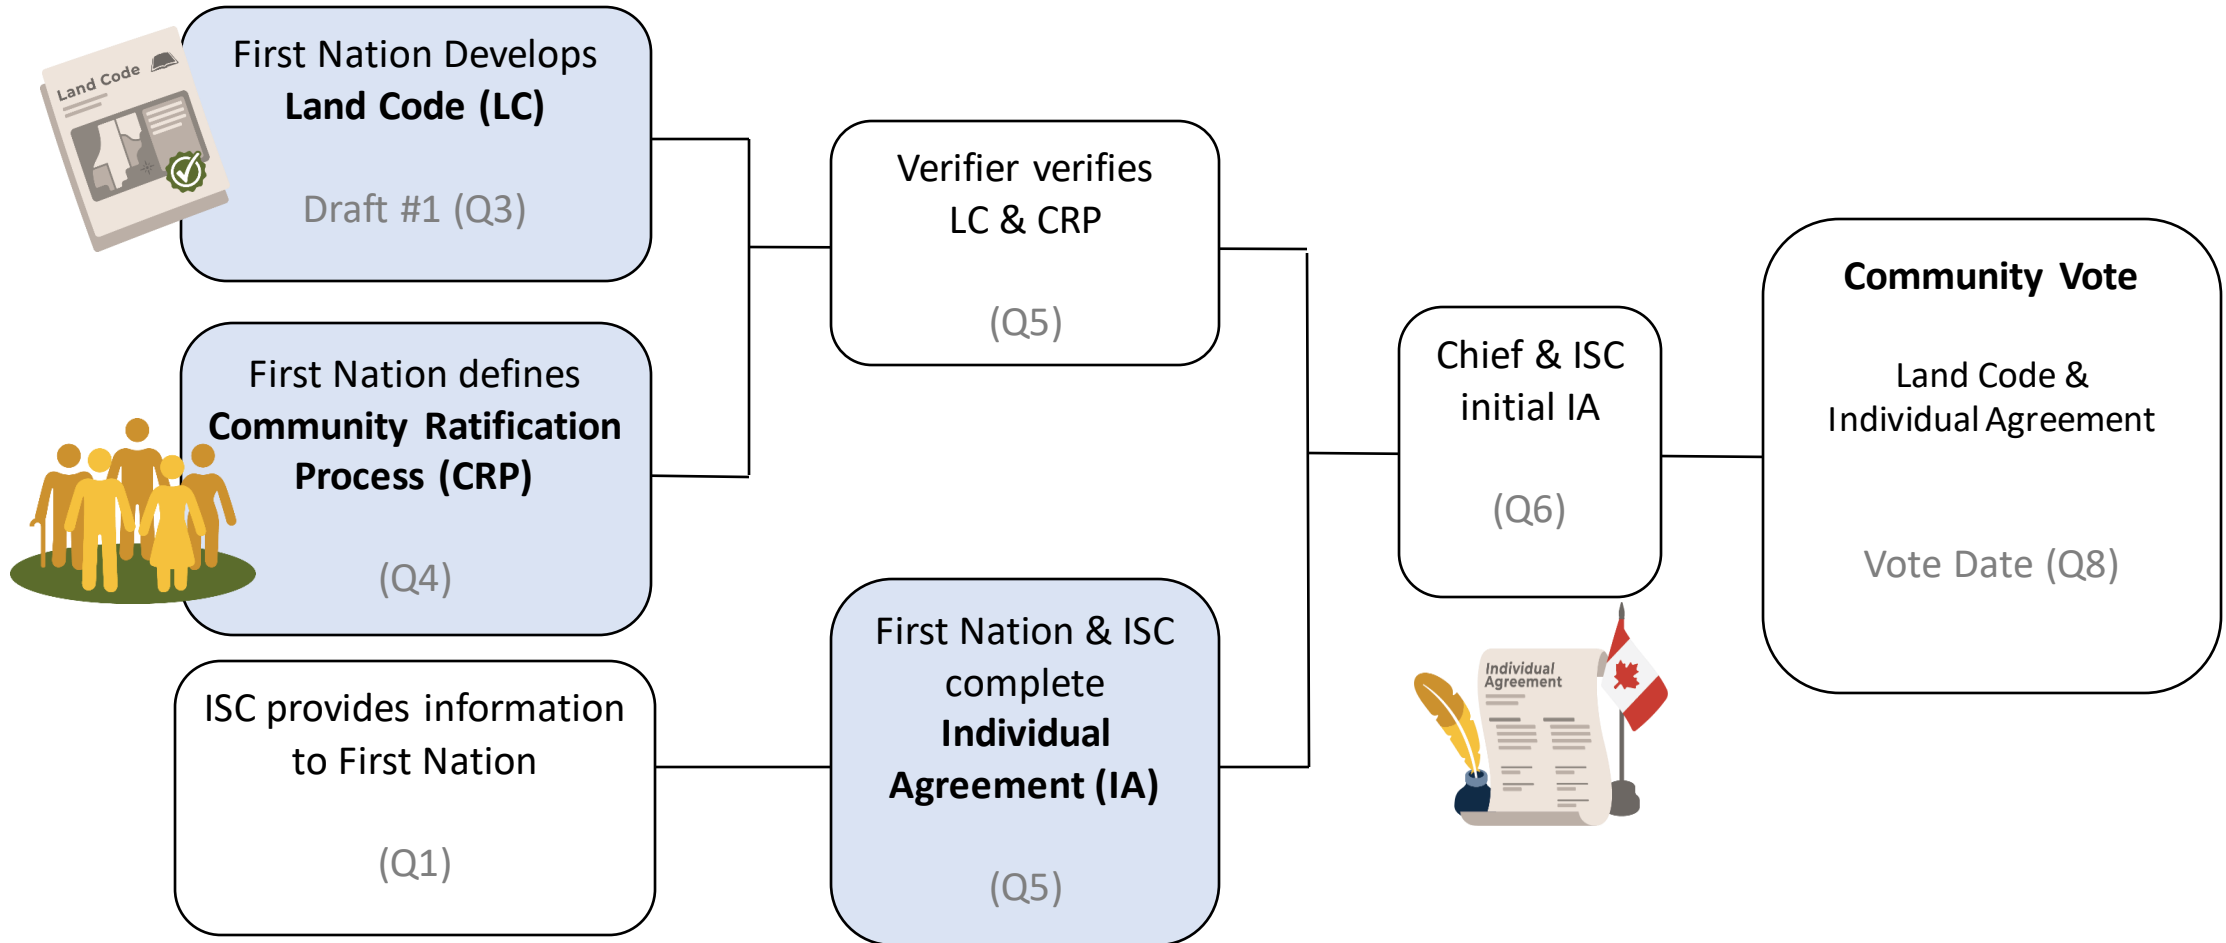 Land Code
First Nation Develops
Land Code (LC)
Draft #1 (Q3)
First Nation defines
Community Ratification
Process (CRP)
(Q4)
ISC provides information
to First Nation
(Q1)
Verifier verifies
LC & CRP
(Q5)
First Nation & ISC
complete
Individual
Agreement (IA)
(Q5)
Chief & ISC
initial IA
(Q6)
Individual
Agreement
Community Vote
Land Code &
Individual Agreement
Vote Date (Q8)